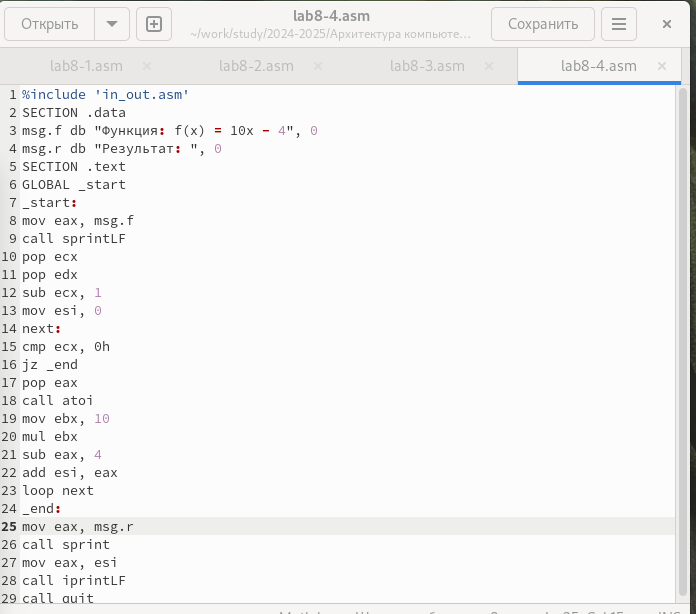 lab8-4.asm
Открыть
~/work/study/2024-2025/Архитектура компьюте…
Сохранить
lab8-1.asm
lab8-2.asm
lab8-3.asm
lab8-4.asm
1 %include 'in_out.asm'
2 SECTION .data
3 msg.f db "Функция: f(x) = 10x - 4", 0
4 msg.r db "Результат: ", 0
5 SECTION .text
6 GLOBAL _start
7 _start:
8 mov eax, msg.f
9 call sprintLF
10 pop ecx
11 pop edx
12 sub ecx, 1
13 mov esi, 0
14 next:
15 cmp ecx, 0h
16 jz _end
17 pop eax
18 call atoi
19 mov ebx, 10
20 mul ebx
21 sub eax, 4
22 add esi, eax
23 loop next
24 _end:
25 mov eax, msg.r
26 call sprint
27 mov eax, esi
28 call iprintLF
29 call quit